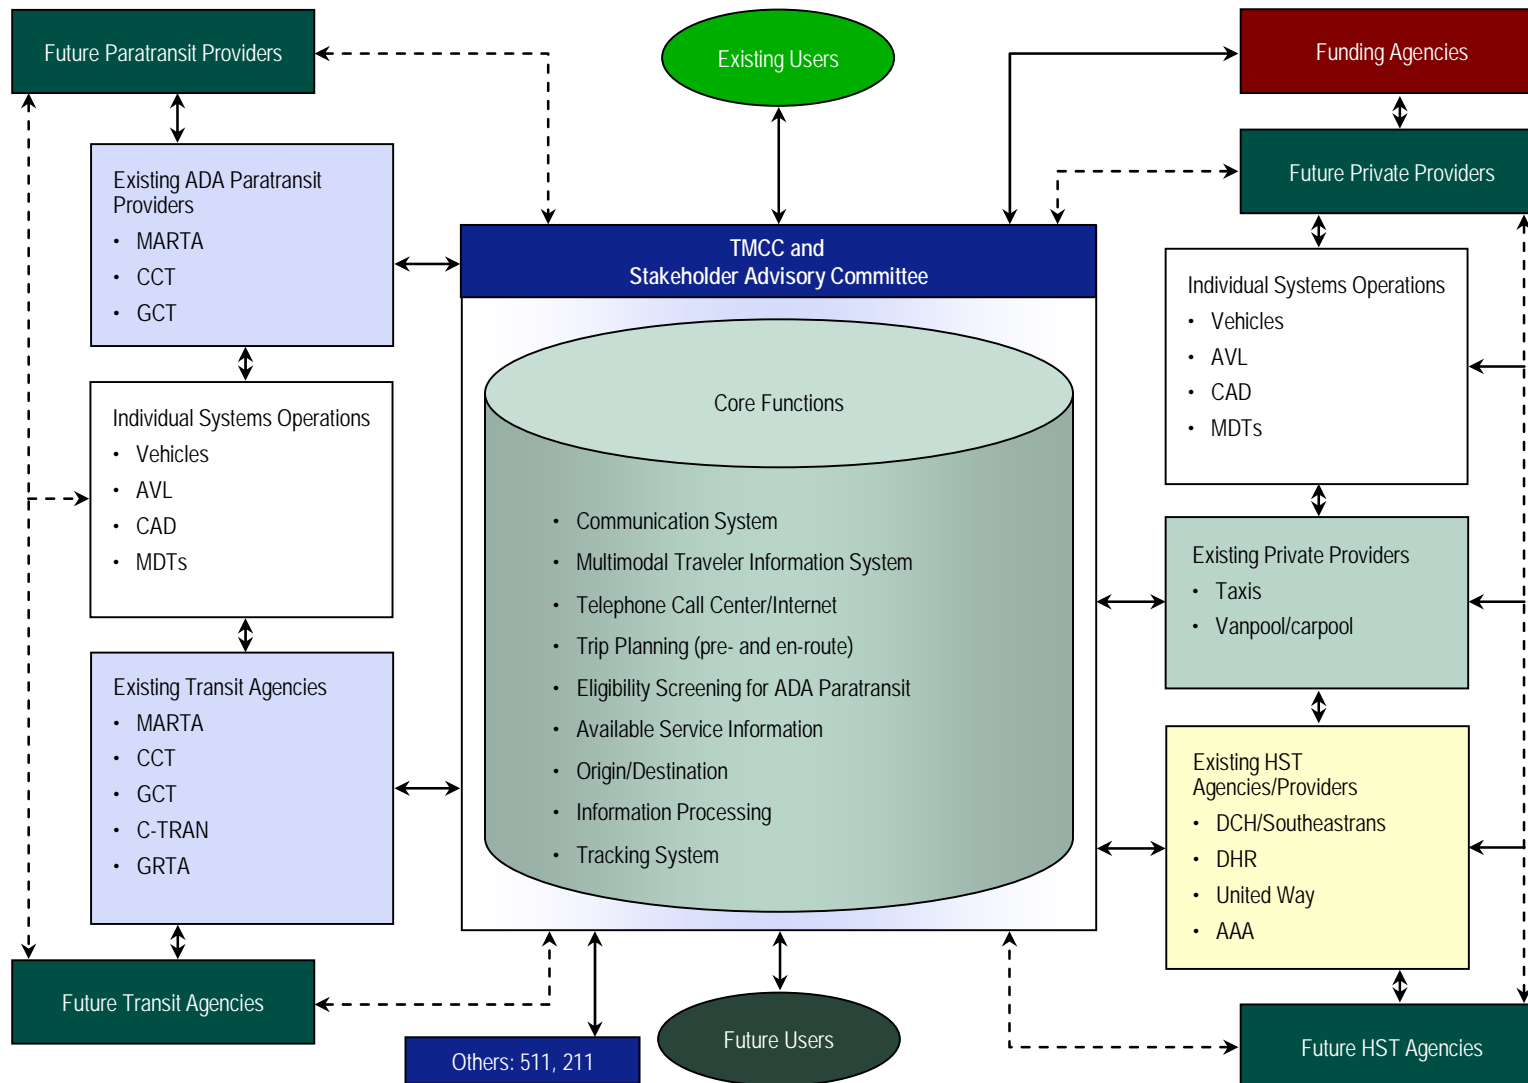 Future Paratransit Providers
Existing Users
Funding Agencies
Existing ADA Paratransit
Providers
• MARTA
• CCT
• GCT
Future Private Providers
TMCC and
Stakeholder Advisory Committee
Individual Systems Operations
• Vehicles
• AVL
• CAD
• MDTs
Individual Systems Operations
• Vehicles
• AVL
• CAD
• MDTs
Core Functions
• Communication System
• Multimodal Traveler Information System
• Telephone Call Center/Internet
• Trip Planning (pre- and en-route)
• Eligibility Screening for ADA Paratransit
• Available Service Information
• Origin/Destination
• Information Processing
• Tracking System
Existing Private Providers
• Taxis
• Vanpool/carpool
Existing Transit Agencies
• MARTA
• CCT
• GCT
• C-TRAN
• GRTA
Existing HST
Agencies/Providers
• DCH/Southeastrans
• DHR
• United Way
• AAA
Future Transit Agencies
Others: 511, 211
Future Users
Future HST Agencies